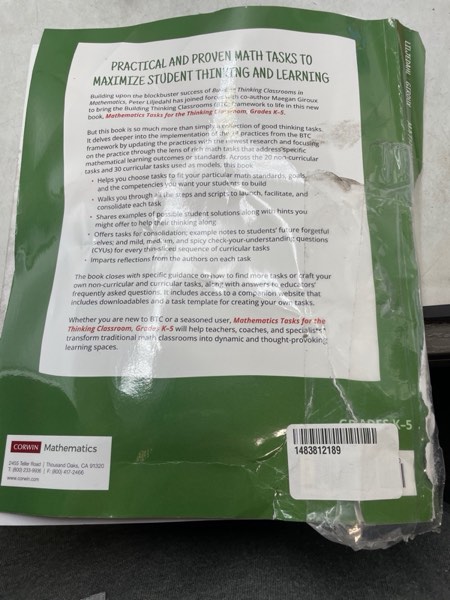 PRACTICAL AND PROVEN MATH TASKS TO
MAXIMIZE STUDENT THINKING AND LEARNING
Building upon the blockbuster success of Building Thinking Classrooms in
Mathematics, Peter Liljedahl has joined forces with co-author Maegan Giroux
to bring the Building Thinking Classrooms (BTC) framework to life in this new
book, Mathematics Tasks for the Thinking Classroom, Grades K–5.
But this book is so much more than simply a collection of good thinking tasks.
It delves deeper into the implementation of the 14 practices from the BTC
framework by updating the practices with the newest research and focusing
on the practice through the lens of rich math tasks that address specific
mathematical learning outcomes or standards. Across the 20 non-curricular
tasks and 30 curricular tasks used as models, this book
• Helps you choose tasks to fit your particular math standards, goals,
and the competencies you want your students to build
• Walks you through the steps and scripts to launch, facilitate, and
consolidate each task
• Shares examples of possible student solutions along with hints you
might offer to help their thinking along
• Offers tasks for consolidation; example notes to students' future forgetful
selves; and mild, medium, and spicy check-your-understanding questions
(CYUs) for every thin-sliced sequence of curricular tasks
• Imparts reflections from the authors on each task
The book closes with specific guidance on how to find more tasks or craft your
own non-curricular and curricular tasks, along with answers to educators'
frequently asked questions. It includes access to a companion website that
includes downloadables and a task template for creating your own tasks.
Whether you are new to BTC or a seasoned user, Mathematics Tasks for the
Thinking Classroom, Grades K–5 will help teachers, coaches, and specialists
transform traditional math classrooms into dynamic and thought-provoking
learning spaces.
GRADES K–5
CORWIN Mathematics
2455 Teller Road | Thousand Oaks, CA 91320
T: (800) 233-9936 | F: (800) 417-2466
www.corwin.com
1483812189
LILJEDAHL GIROUX